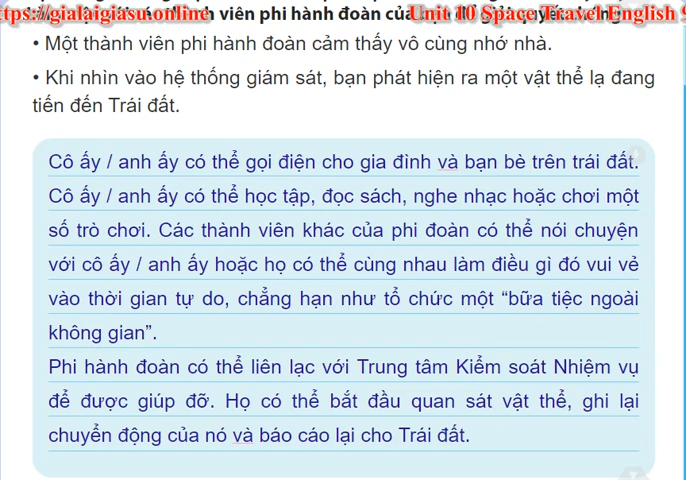 https://gialaigiasu.online
Unit 10 Space Travel English 9
viên phi hành đoàn của
• Một thành viên phi hành đoàn cảm thấy vô cùng nhớ nhà.
• Khi nhìn vào hệ thống giám sát, bạn phát hiện ra một vật thể lạ đang
tiến đến Trái đất.
Cô ấy / anh ấy có thể gọi điện cho gia đình và bạn bè trên trái đất.
Cô ấy / anh ấy có thể học tập, đọc sách, nghe nhạc hoặc chơi một
số trò chơi. Các thành viên khác của phi đoàn có thể nói chuyện
với cô ấy / anh ấy hoặc họ có thể cùng nhau làm điều gì đó vui vẻ
vào thời gian tự do, chẳng hạn như tổ chức một “bữa tiệc ngoài
không gian”.
Phi hành đoàn có thể liên lạc với Trung tâm Kiểm soát Nhiệm vụ
để được giúp đỡ. Họ có thể bắt đầu quan sát vật thể, ghi lại
chuyển động của nó và báo cáo lại cho Trái đất.